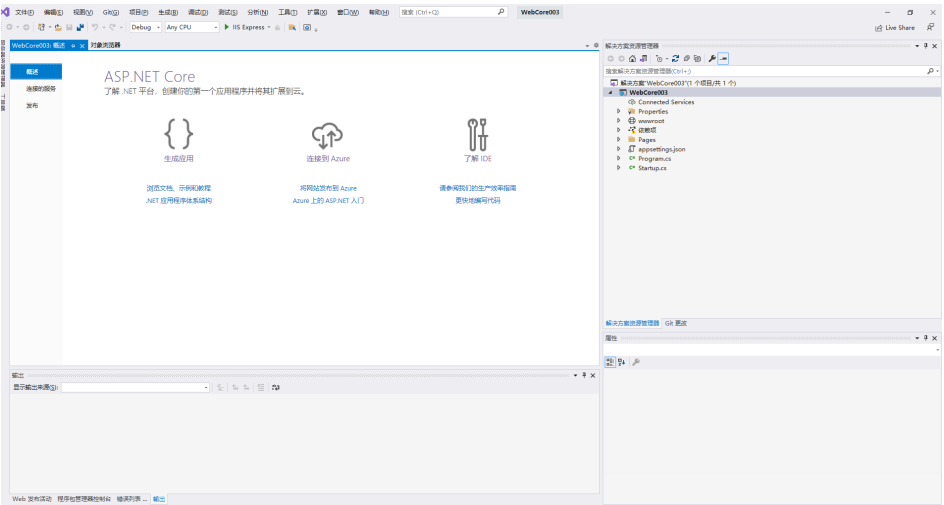 文件(F) 编辑(E) 视图(V) Git(G) 项目(P) 生成(B) 调试(D) 测试(S) 分析(N) 工具(T) 扩展(X) 窗口(W) 帮助(H) 搜索 (Ctrl+Q) WebCore003
Debug Any CPU IIS Express Live Share
WebCore003: 概述 对象浏览器
概述
连接的服务
发布
ASP.NET Core
了解 .NET 平台，创建你的第一个应用程序并将其扩展到云。
生成应用 连接到 Azure 了解 IDE
浏览文档、示例和教程 将网站发布到 Azure 请参阅我们的生产效率指南
.NET 应用程序体系结构 Azure 上的 ASP.NET 入门 更快地编写代码
解决方案资源管理器
搜索解决方案资源管理器(Ctrl+;)
解决方案"WebCore003"(1 个项目/共 1 个)
WebCore003
Connected Services
Properties
wwwroot
依赖项
Pages
appsettings.json
Program.cs
Startup.cs
解决方案资源管理器 Git 更改
属性
输出
显示输出来源(S):
Web 发布活动 程序包管理器控制台 错误列表 ... 输出